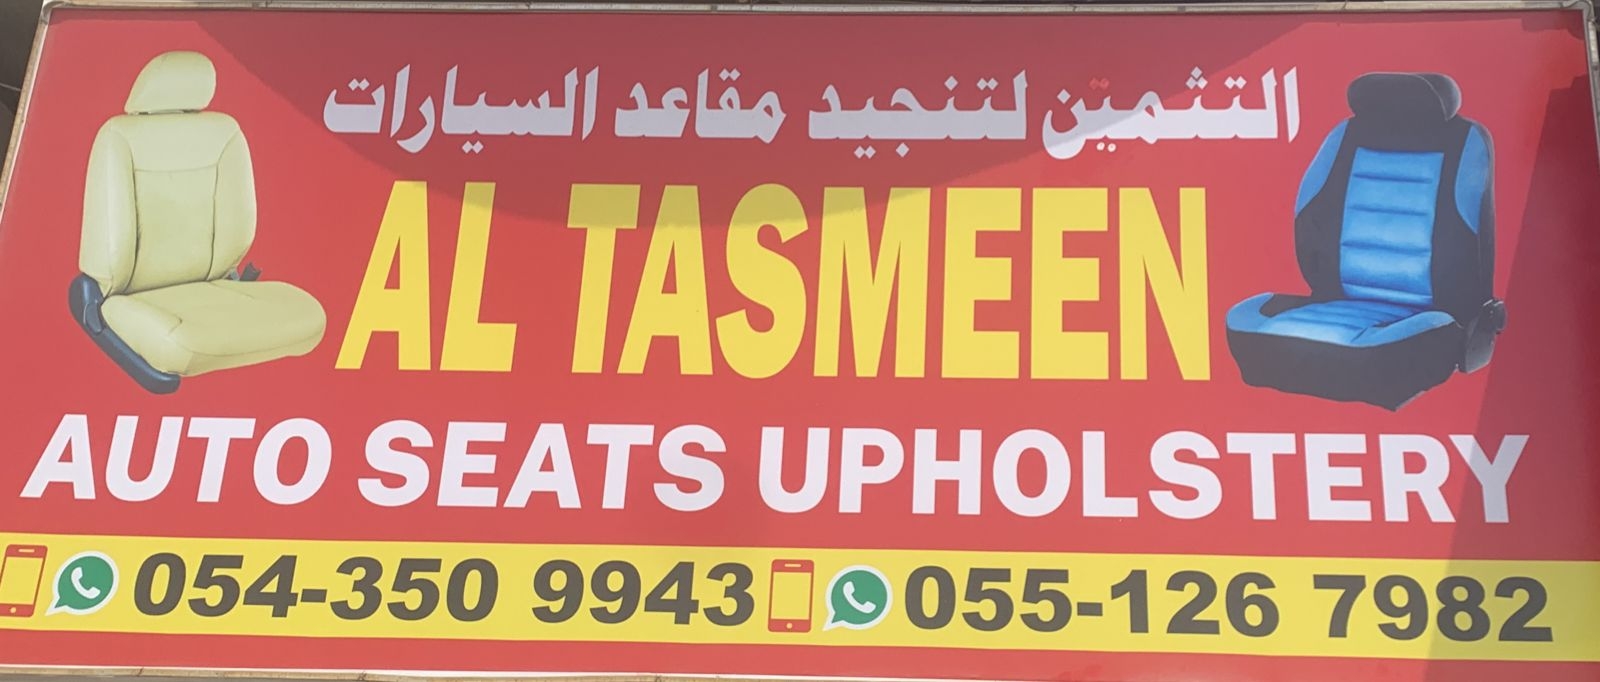 التثمين لتنجيد مقاعد السيارات
AL TASMEEN
AUTO SEATS UPHOLSTERY
054-350 9943 055-126 7982